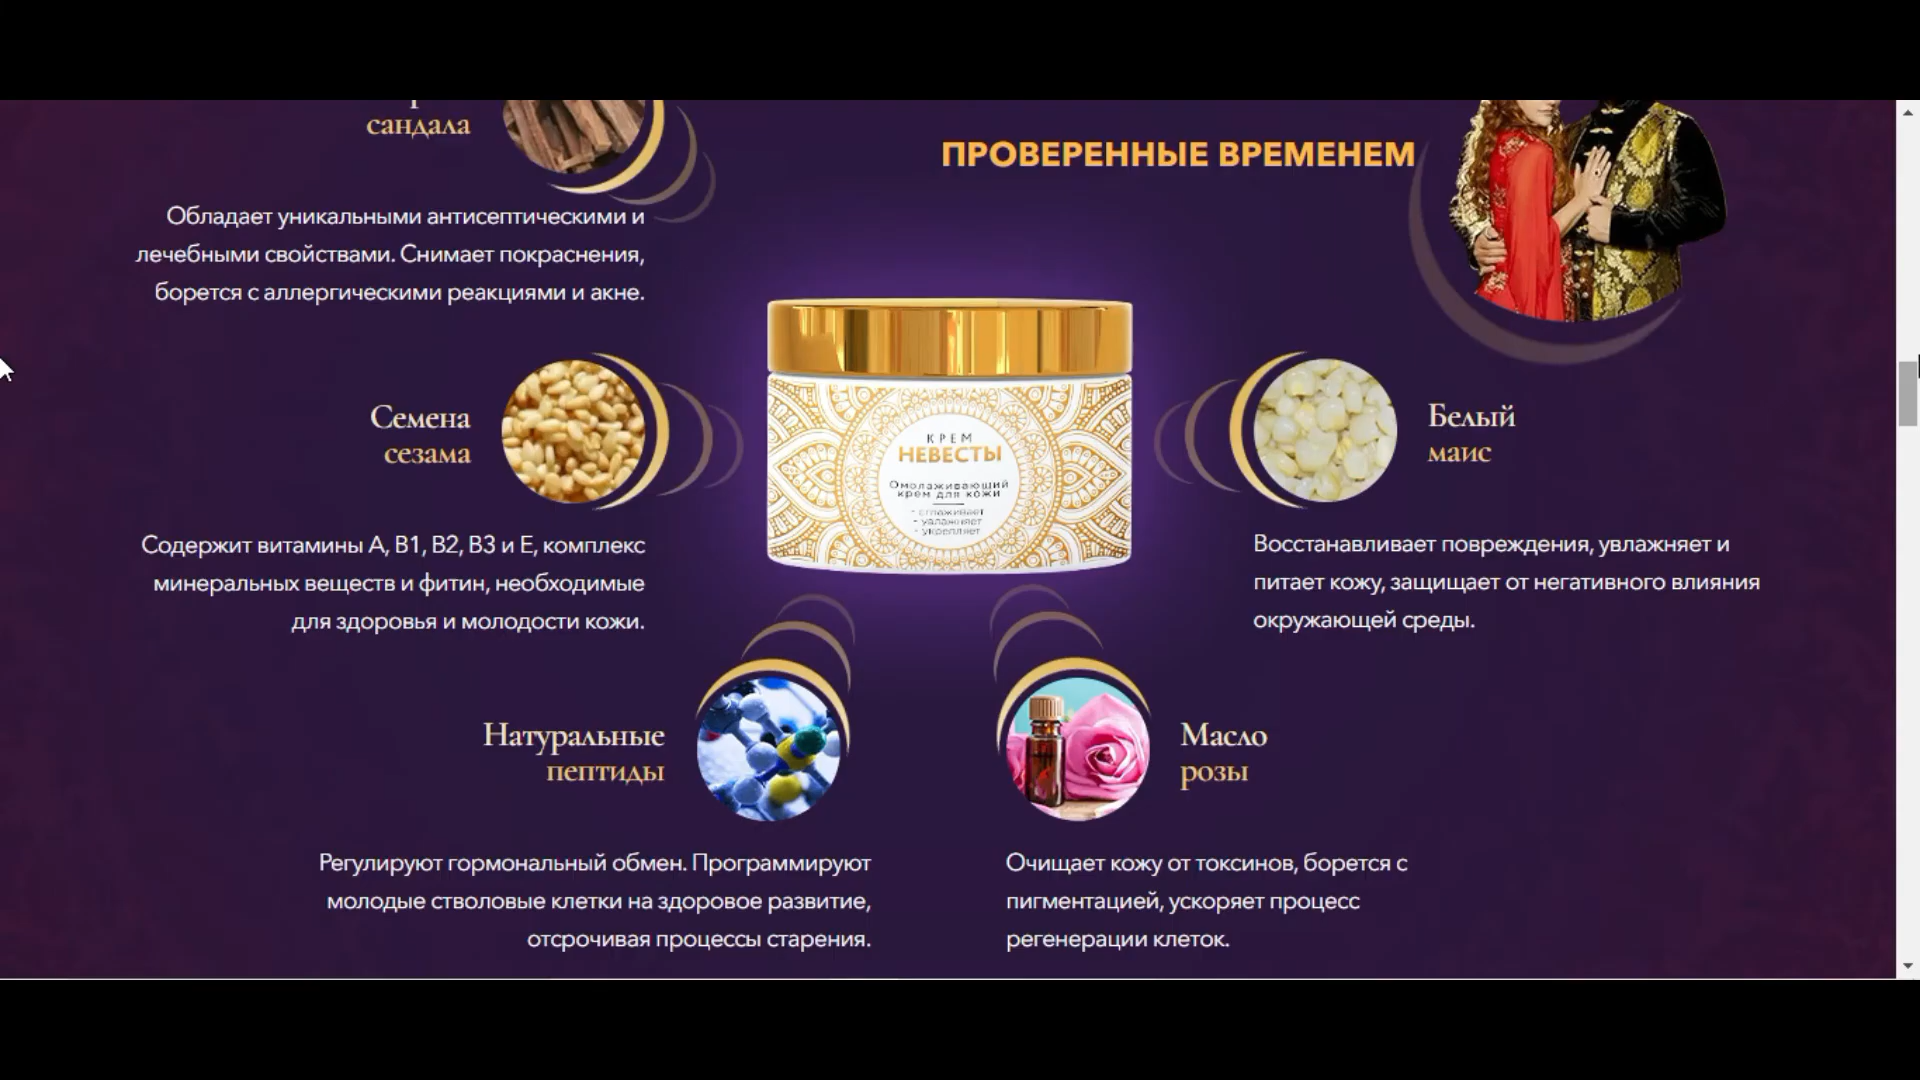 сандала
ПРОВЕРЕННЫЕ ВРЕМЕНЕМ
Обладает уникальными антисептическими и
лечебными свойствами. Снимает покраснения,
борется с аллергическими реакциями и акне.
КРЕМ
НЕВЕСТЫ
Омолаживающий
крем для кожи
- сглаживает
- увлажняет
- укрепляет
Семена
сезама
Содержит витамины А, В1, В2, В3 и Е, комплекс
минеральных веществ и фитин, необходимые
для здоровья и молодости кожи.
Белый
маис
Восстанавливает повреждения, увлажняет и
питает кожу, защищает от негативного влияния
окружающей среды.
Натуральные
пептиды
Регулируют гормональный обмен. Программируют
молодые стволовые клетки на здоровое развитие,
отсрочивая процессы старения.
Масло
розы
Очищает кожу от токсинов, борется с
пигментацией, ускоряет процесс
регенерации клеток.